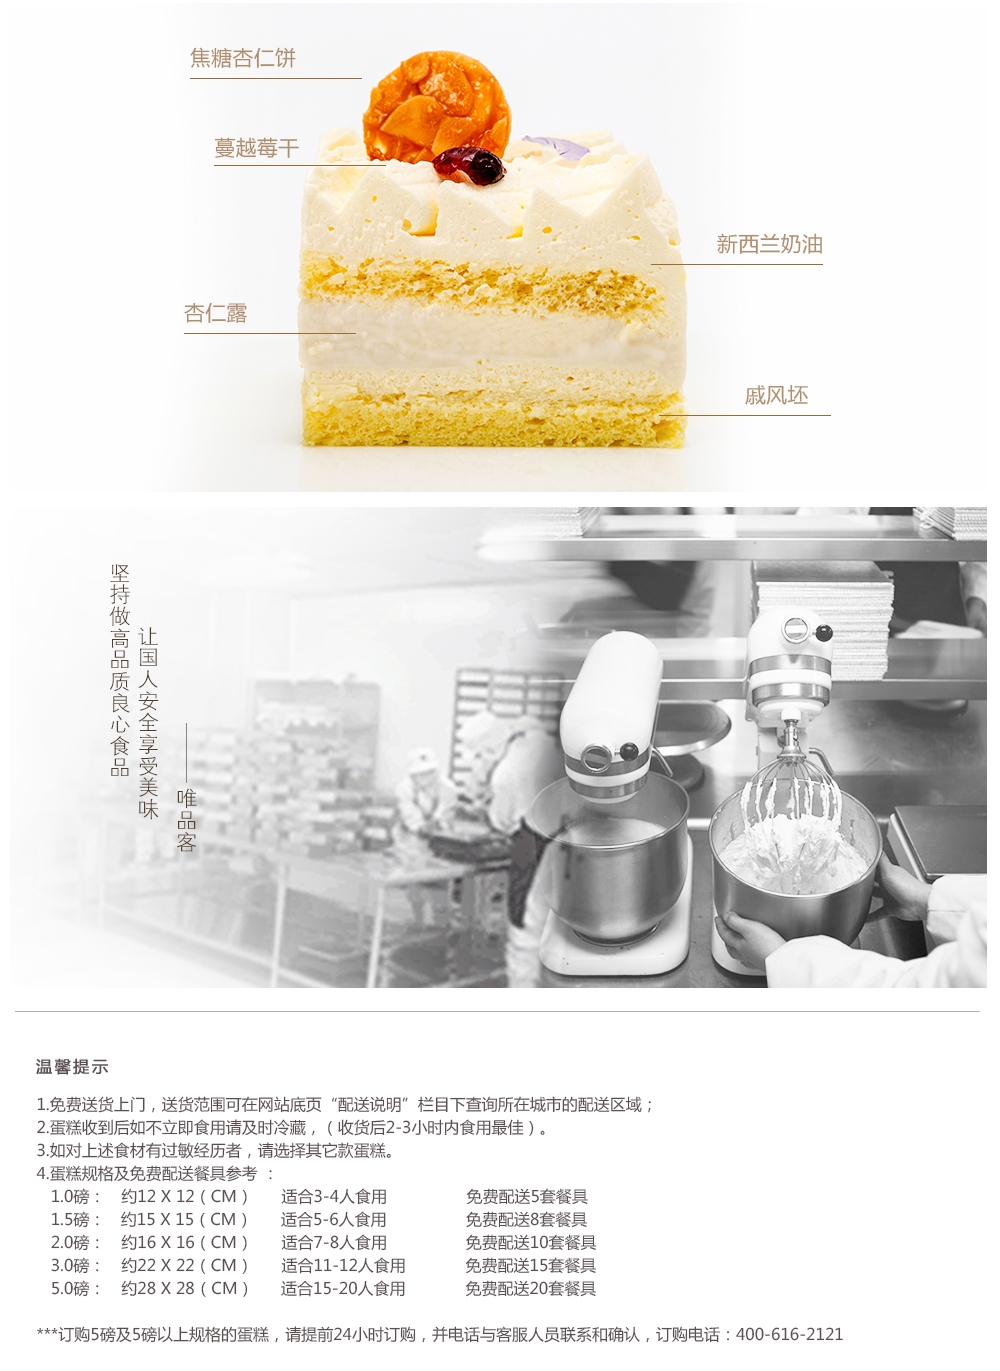 焦糖杏仁饼
蔓越莓干
新西兰奶油
杏仁露
戚风坯
坚持做高品质良心食品
让国人安全享受美味
——唯品客
温馨提示
1.免费送货上门，送货范围可在网站底页“配送说明”栏目下查询所在城市的配送区域；
2.蛋糕收到后如不立即食用请及时冷藏，（收货后2-3小时内食用最佳）。
3.如对上述食材有过敏经历者，请选择其它款蛋糕。
4.蛋糕规格及免费配送餐具参考 ：
1.0磅： 约12 X 12（CM） 适合3-4人食用 免费配送5套餐具
1.5磅： 约15 X 15（CM） 适合5-6人食用 免费配送8套餐具
2.0磅： 约16 X 16（CM） 适合7-8人食用 免费配送10套餐具
3.0磅： 约22 X 22（CM） 适合11-12人食用 免费配送15套餐具
5.0磅： 约28 X 28（CM） 适合15-20人食用 免费配送20套餐具
***订购5磅及5磅以上规格的蛋糕，请提前24小时订购，并电话与客服人员联系和确认，订购电话：400-616-2121